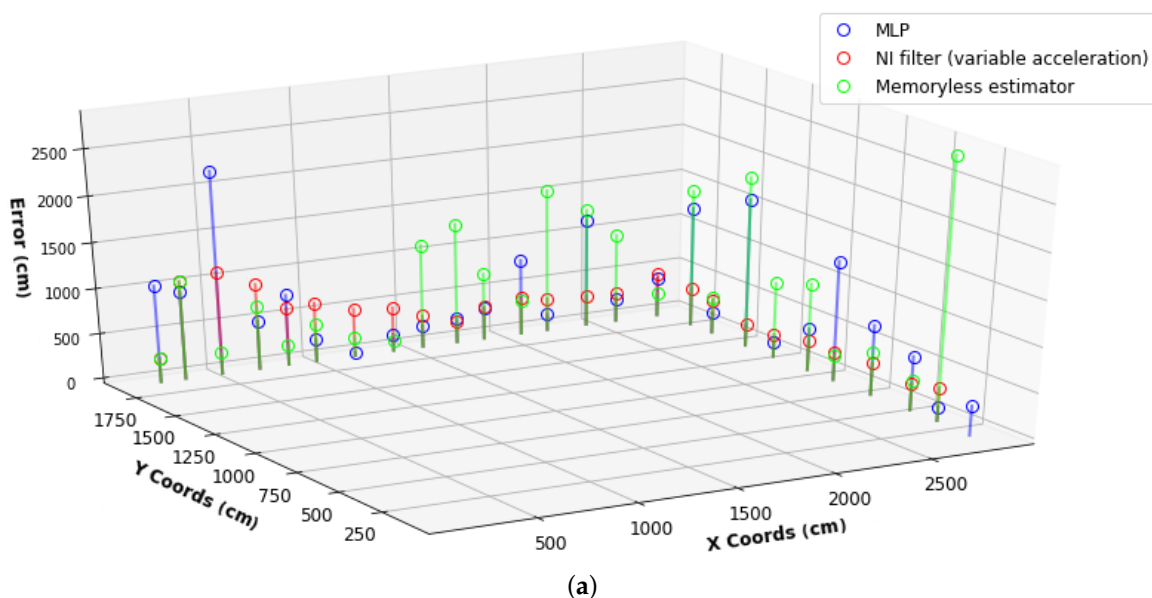 MLP
NI filter (variable acceleration)
Memoryless estimator
2500
2000
1500
1000
500
0
Error (cm)
1750
1500
1250
1000
750
500
250
Y Coords (cm)
500
1000
1500
2000
2500
X Coords (cm)
(a)